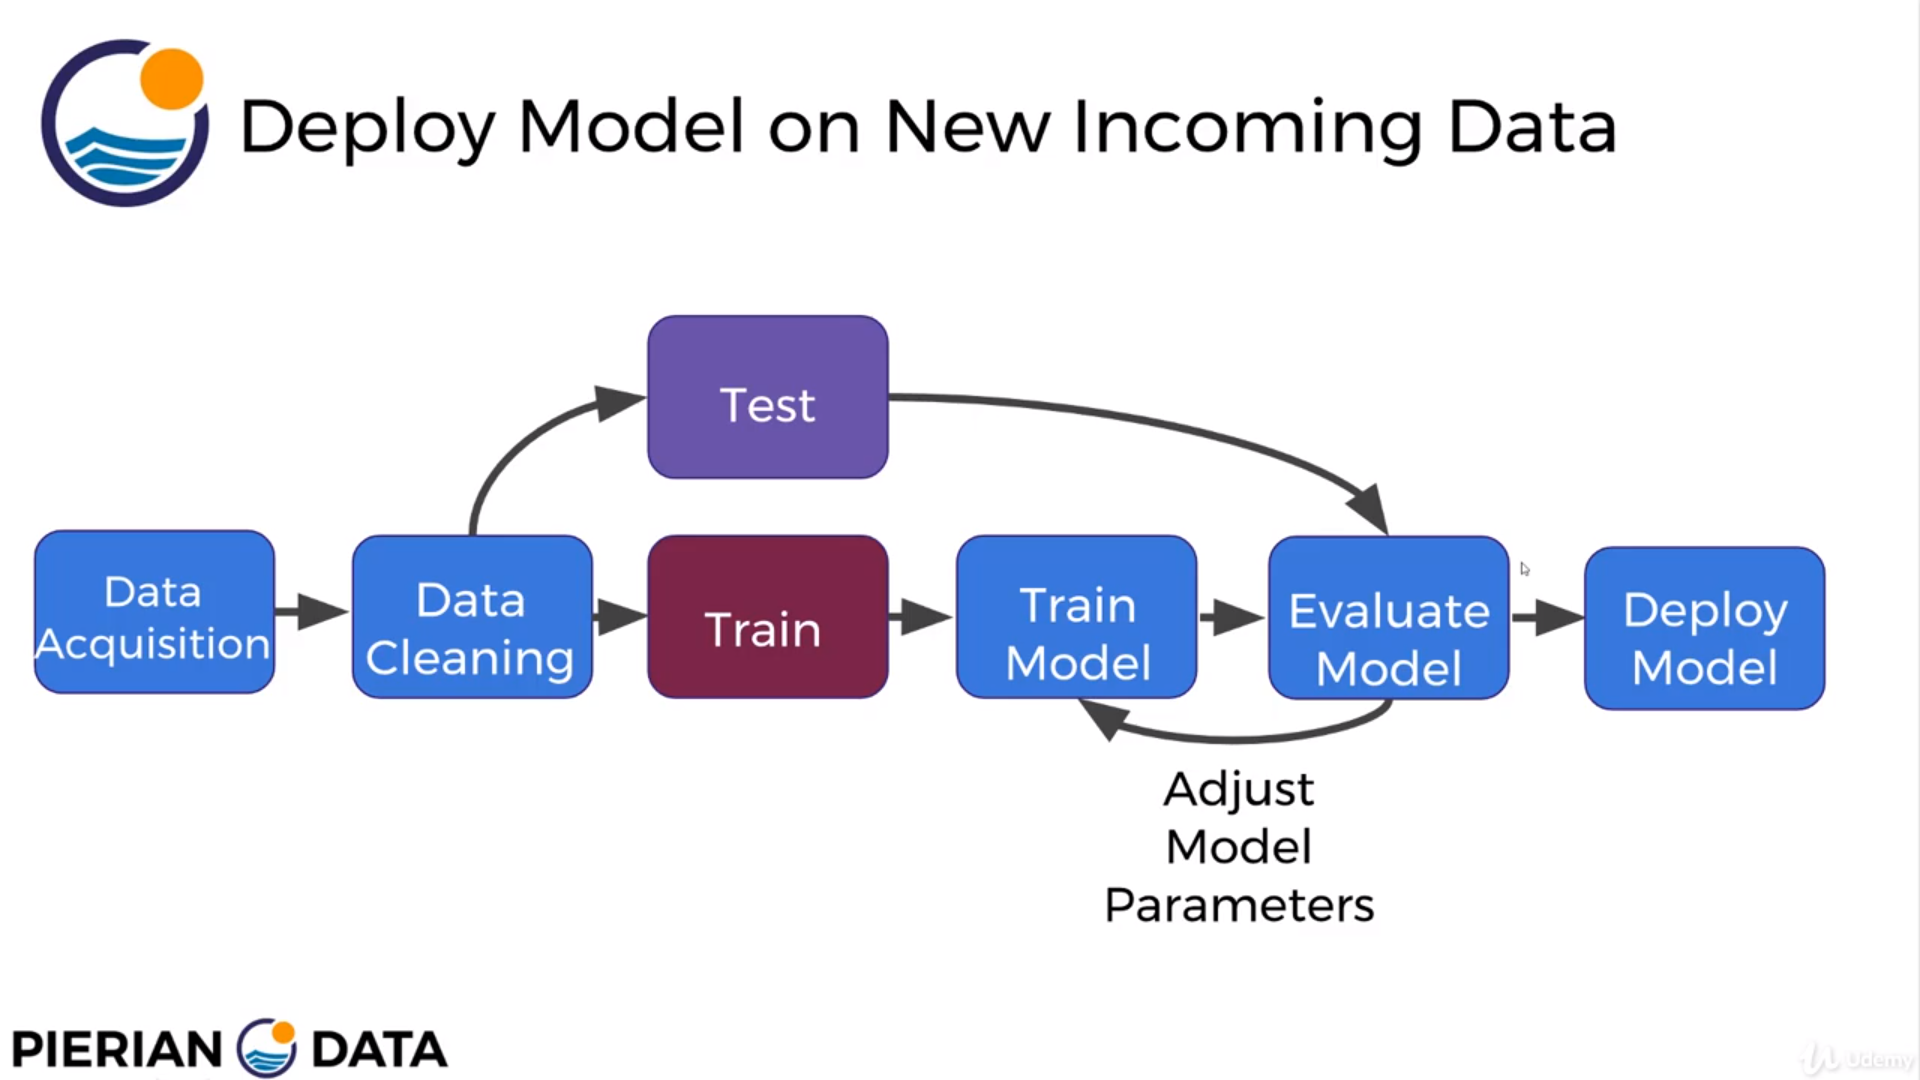 Deploy Model on New Incoming Data
Test
Data
Acquisition
Data
Cleaning
Train
Train
Model
Evaluate
Model
Deploy
Model
Adjust
Model
Parameters
PIERIAN DATA
Udemy